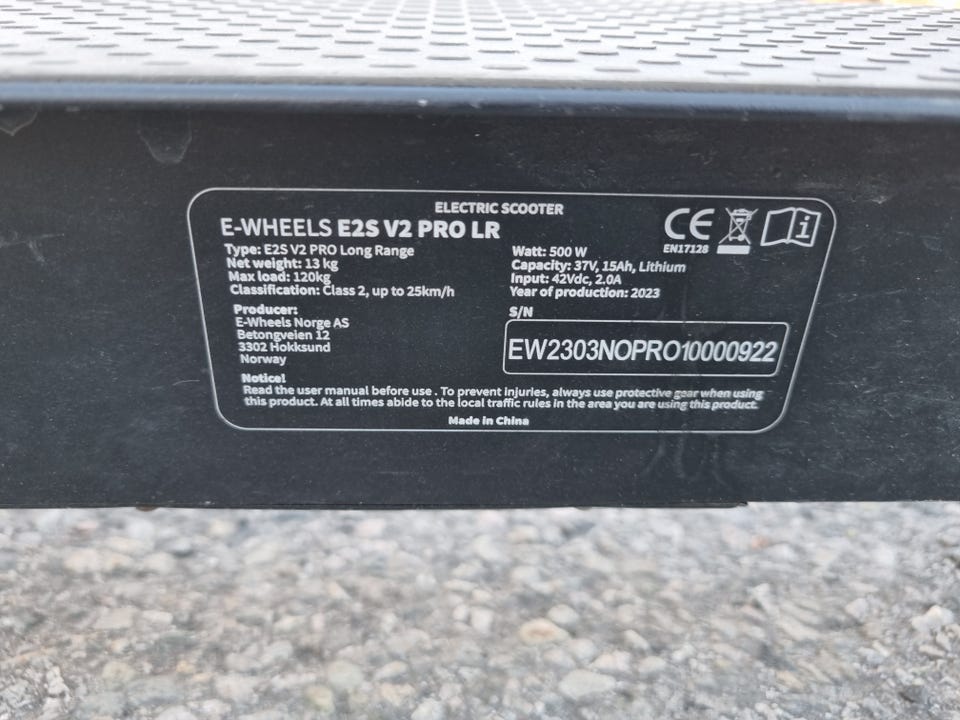 ELECTRIC SCOOTER
E-WHEELS E2S V2 PRO LR
Type: E2S V2 PRO Long Range
Net weight: 13 kg
Max load: 120kg
Classification: Class 2, up to 25km/h
Producer:
E-Wheels Norge AS
Betongveien 12
3302 Hokksund
Norway
CE
EN17128
Watt: 500 W
Capacity: 37V, 15Ah, Lithium
Input: 42Vdc, 2.0A
Year of production: 2023
S/N
EW2303NOPRO10000922
Notice!
Read the user manual before use . To prevent injuries, always use protective gear when using
this product. At all times abide to the local traffic rules in the area you are using this product.
Made in China